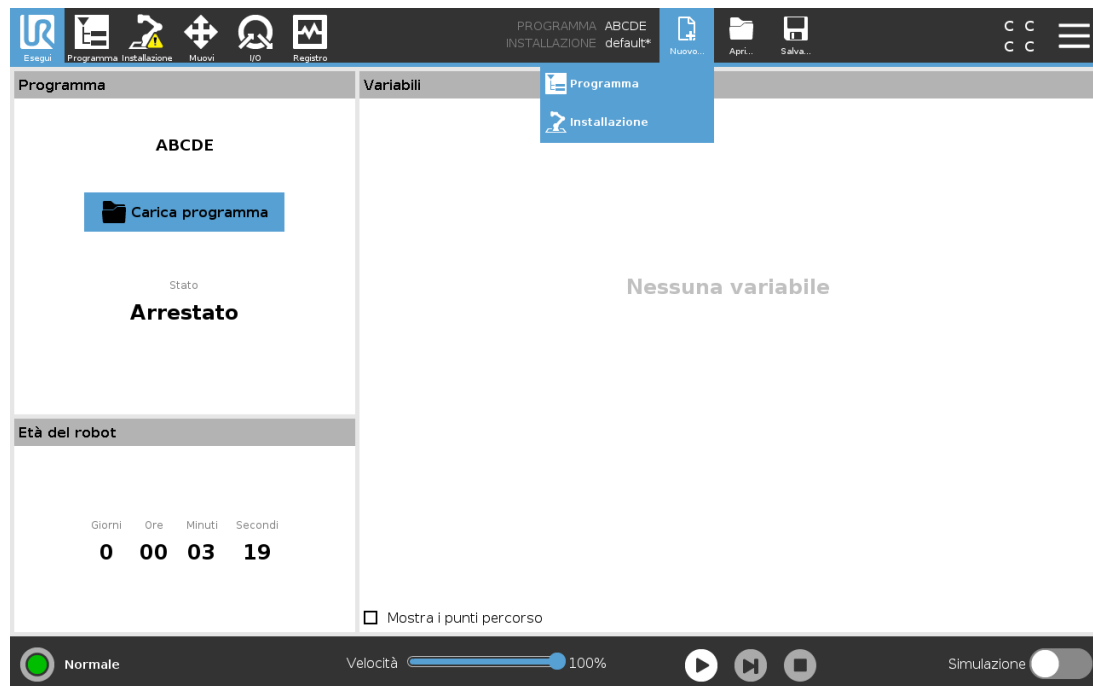 PROGRAMMA ABCDE
INSTALLAZIONE default*
UR
Esegui Programma Installazione Muovi I/O Registro
Nuovo... Apri... Salva...
C C
C C
Programma
Variabili
Programma
Installazione
ABCDE
Carica programma
Stato
Arrestato
Nessuna variabile
Età del robot
Giorni Ore Minuti Secondi
0 00 03 19
Mostra i punti percorso
Normale
Velocità 100%
Simulazione